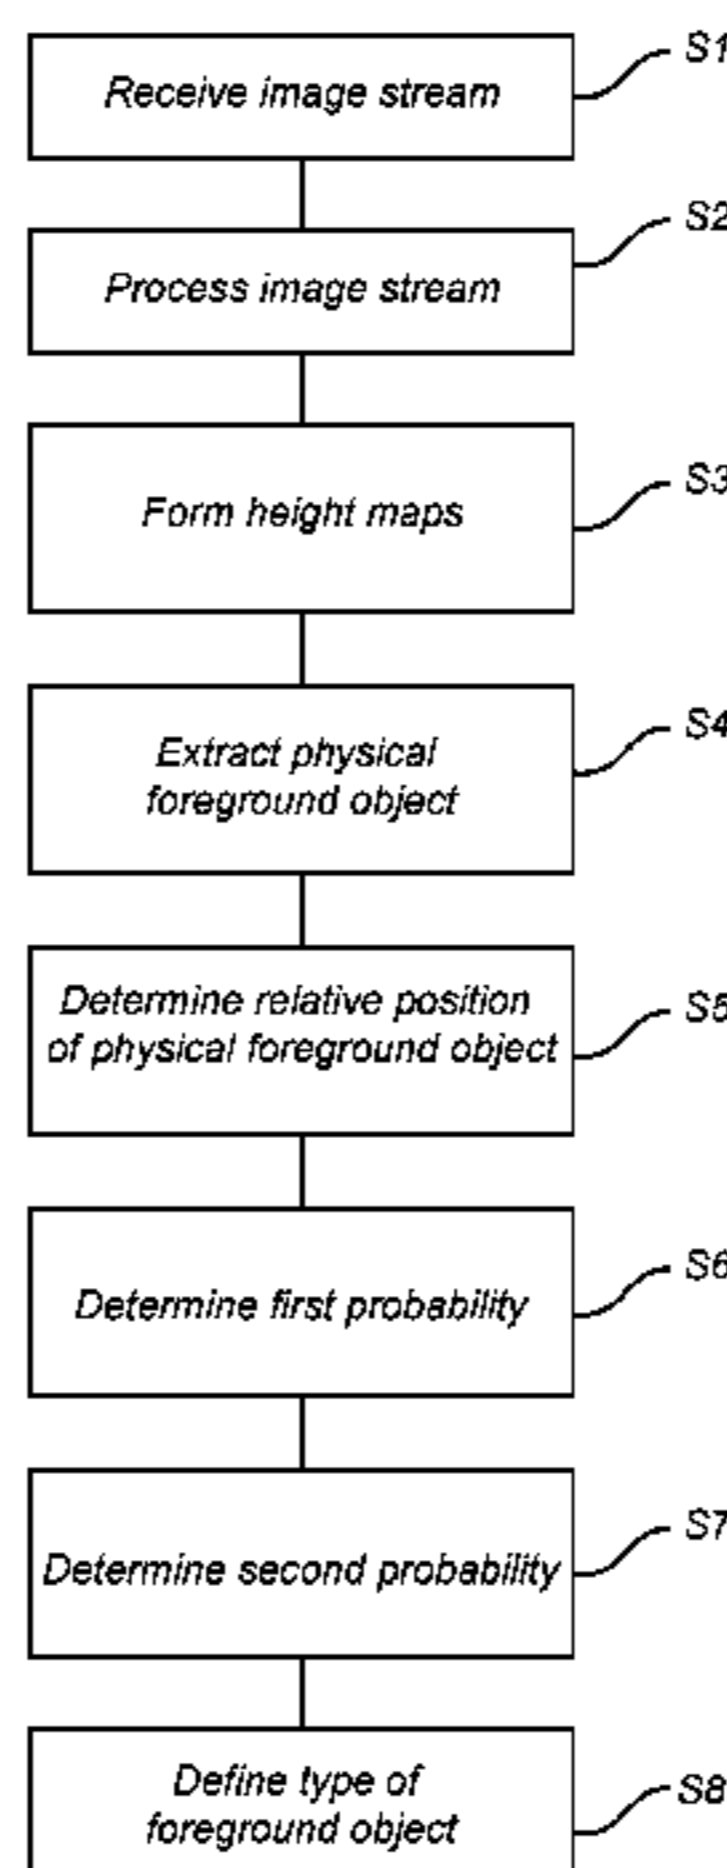 Receive image stream
S1
Process image stream
S2
Form height maps
S3
Extract physical
foreground object
S4
Determine relative position
of physical foreground object
S5
Determine first probability
S6
Determine second probability
S7
Define type of
foreground object
S8